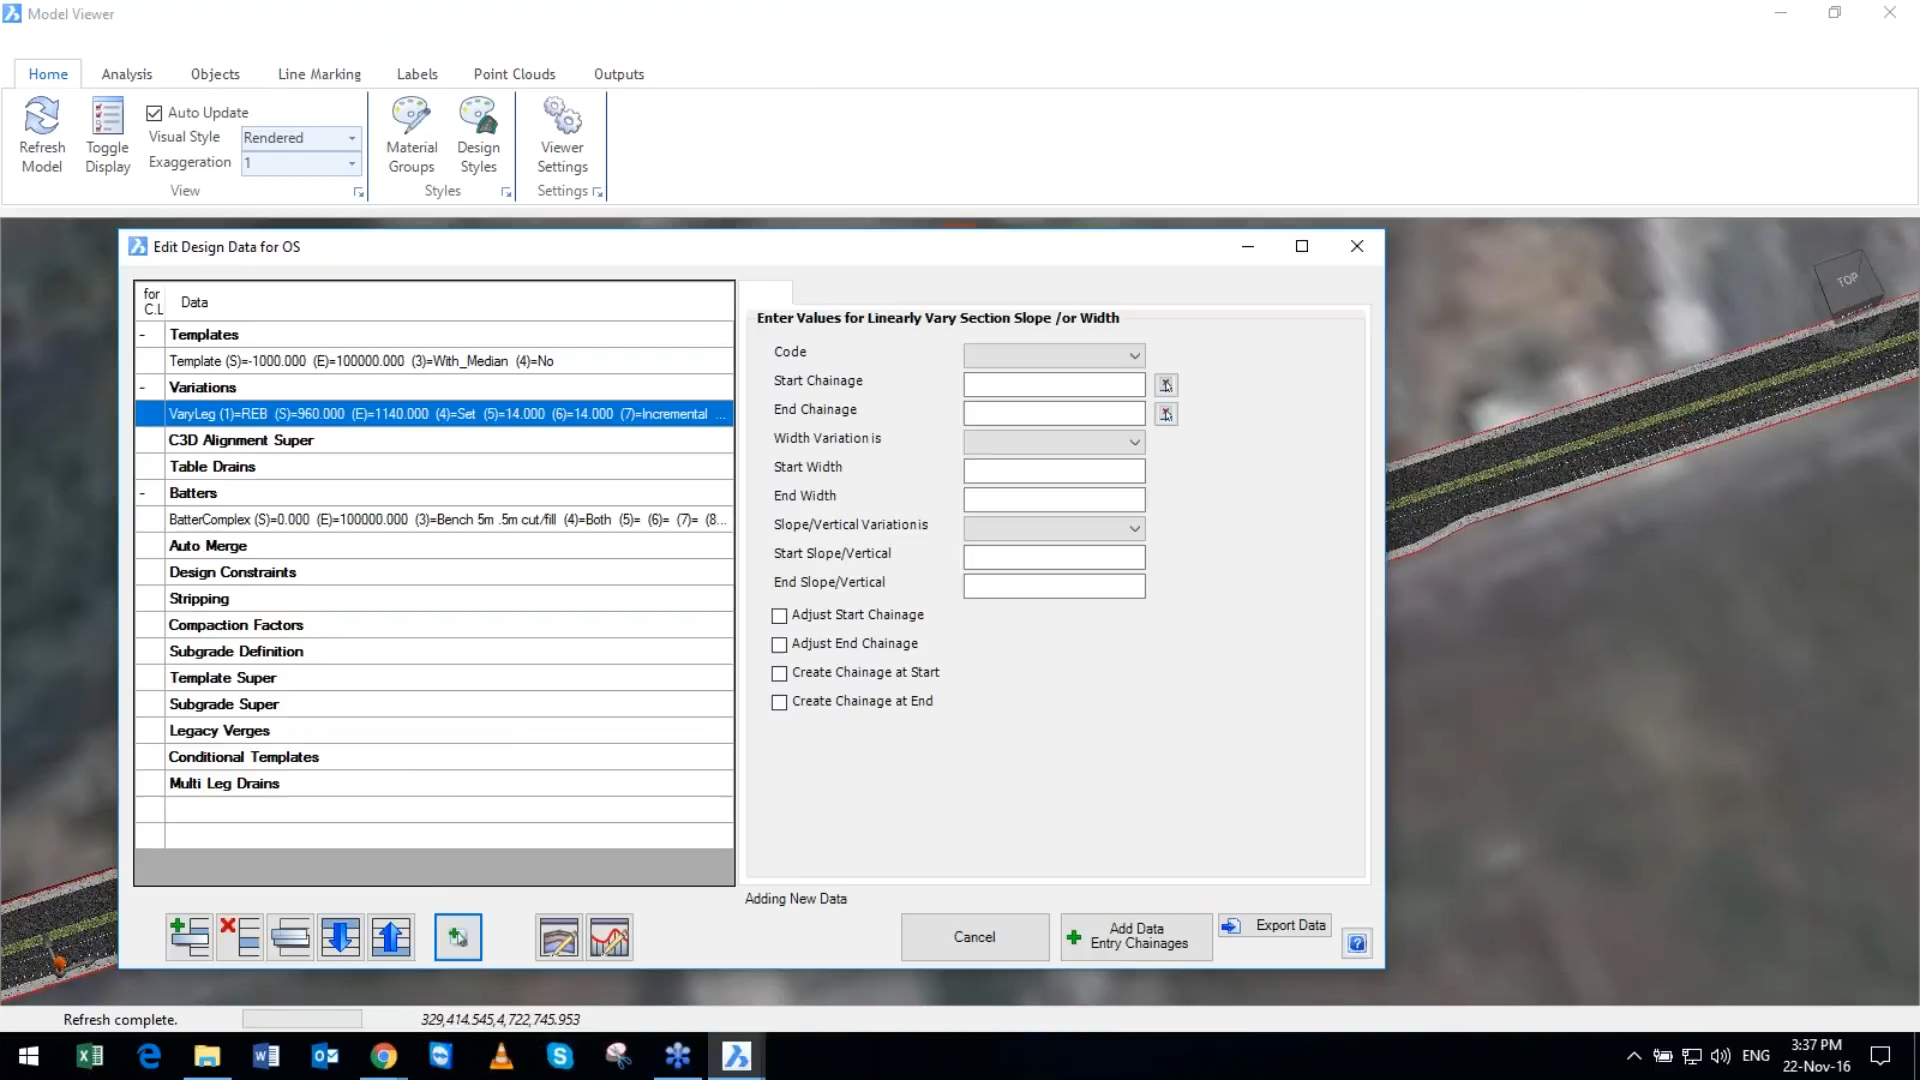 Model Viewer
Home Analysis Objects Line Marking Labels Point Clouds Outputs
Refresh Model
Toggle Display
Auto Update
Visual Style Rendered
Exaggeration 1
View
Material Groups
Design Styles
Styles
Viewer Settings
Settings
TOP
Edit Design Data for OS
for C.L Data
- Templates
Template (S)=-1000.000 (E)=100000.000 (3)=With_Median (4)=No
- Variations
VaryLeg (1)=REB (S)=960.000 (E)=1140.000 (4)=Set (5)=14.000 (6)=14.000 (7)=Incremental ...
C3D Alignment Super
Table Drains
- Batters
BatterComplex (S)=0.000 (E)=100000.000 (3)=Bench 5m .5m cut/fill (4)=Both (5)= (6)= (7)= (8...
Auto Merge
Design Constraints
Stripping
Compaction Factors
Subgrade Definition
Template Super
Subgrade Super
Legacy Verges
Conditional Templates
Multi Leg Drains
Enter Values for Linearly Vary Section Slope /or Width
Code
Start Chainage
End Chainage
Width Variation is
Start Width
End Width
Slope/Vertical Variation is
Start Slope/Vertical
End Slope/Vertical
Adjust Start Chainage
Adjust End Chainage
Create Chainage at Start
Create Chainage at End
Adding New Data
Cancel
Add Data Entry Chainages
Export Data
Refresh complete. 329,414.545,4,722,745.953
ENG
3:37 PM
22-Nov-16